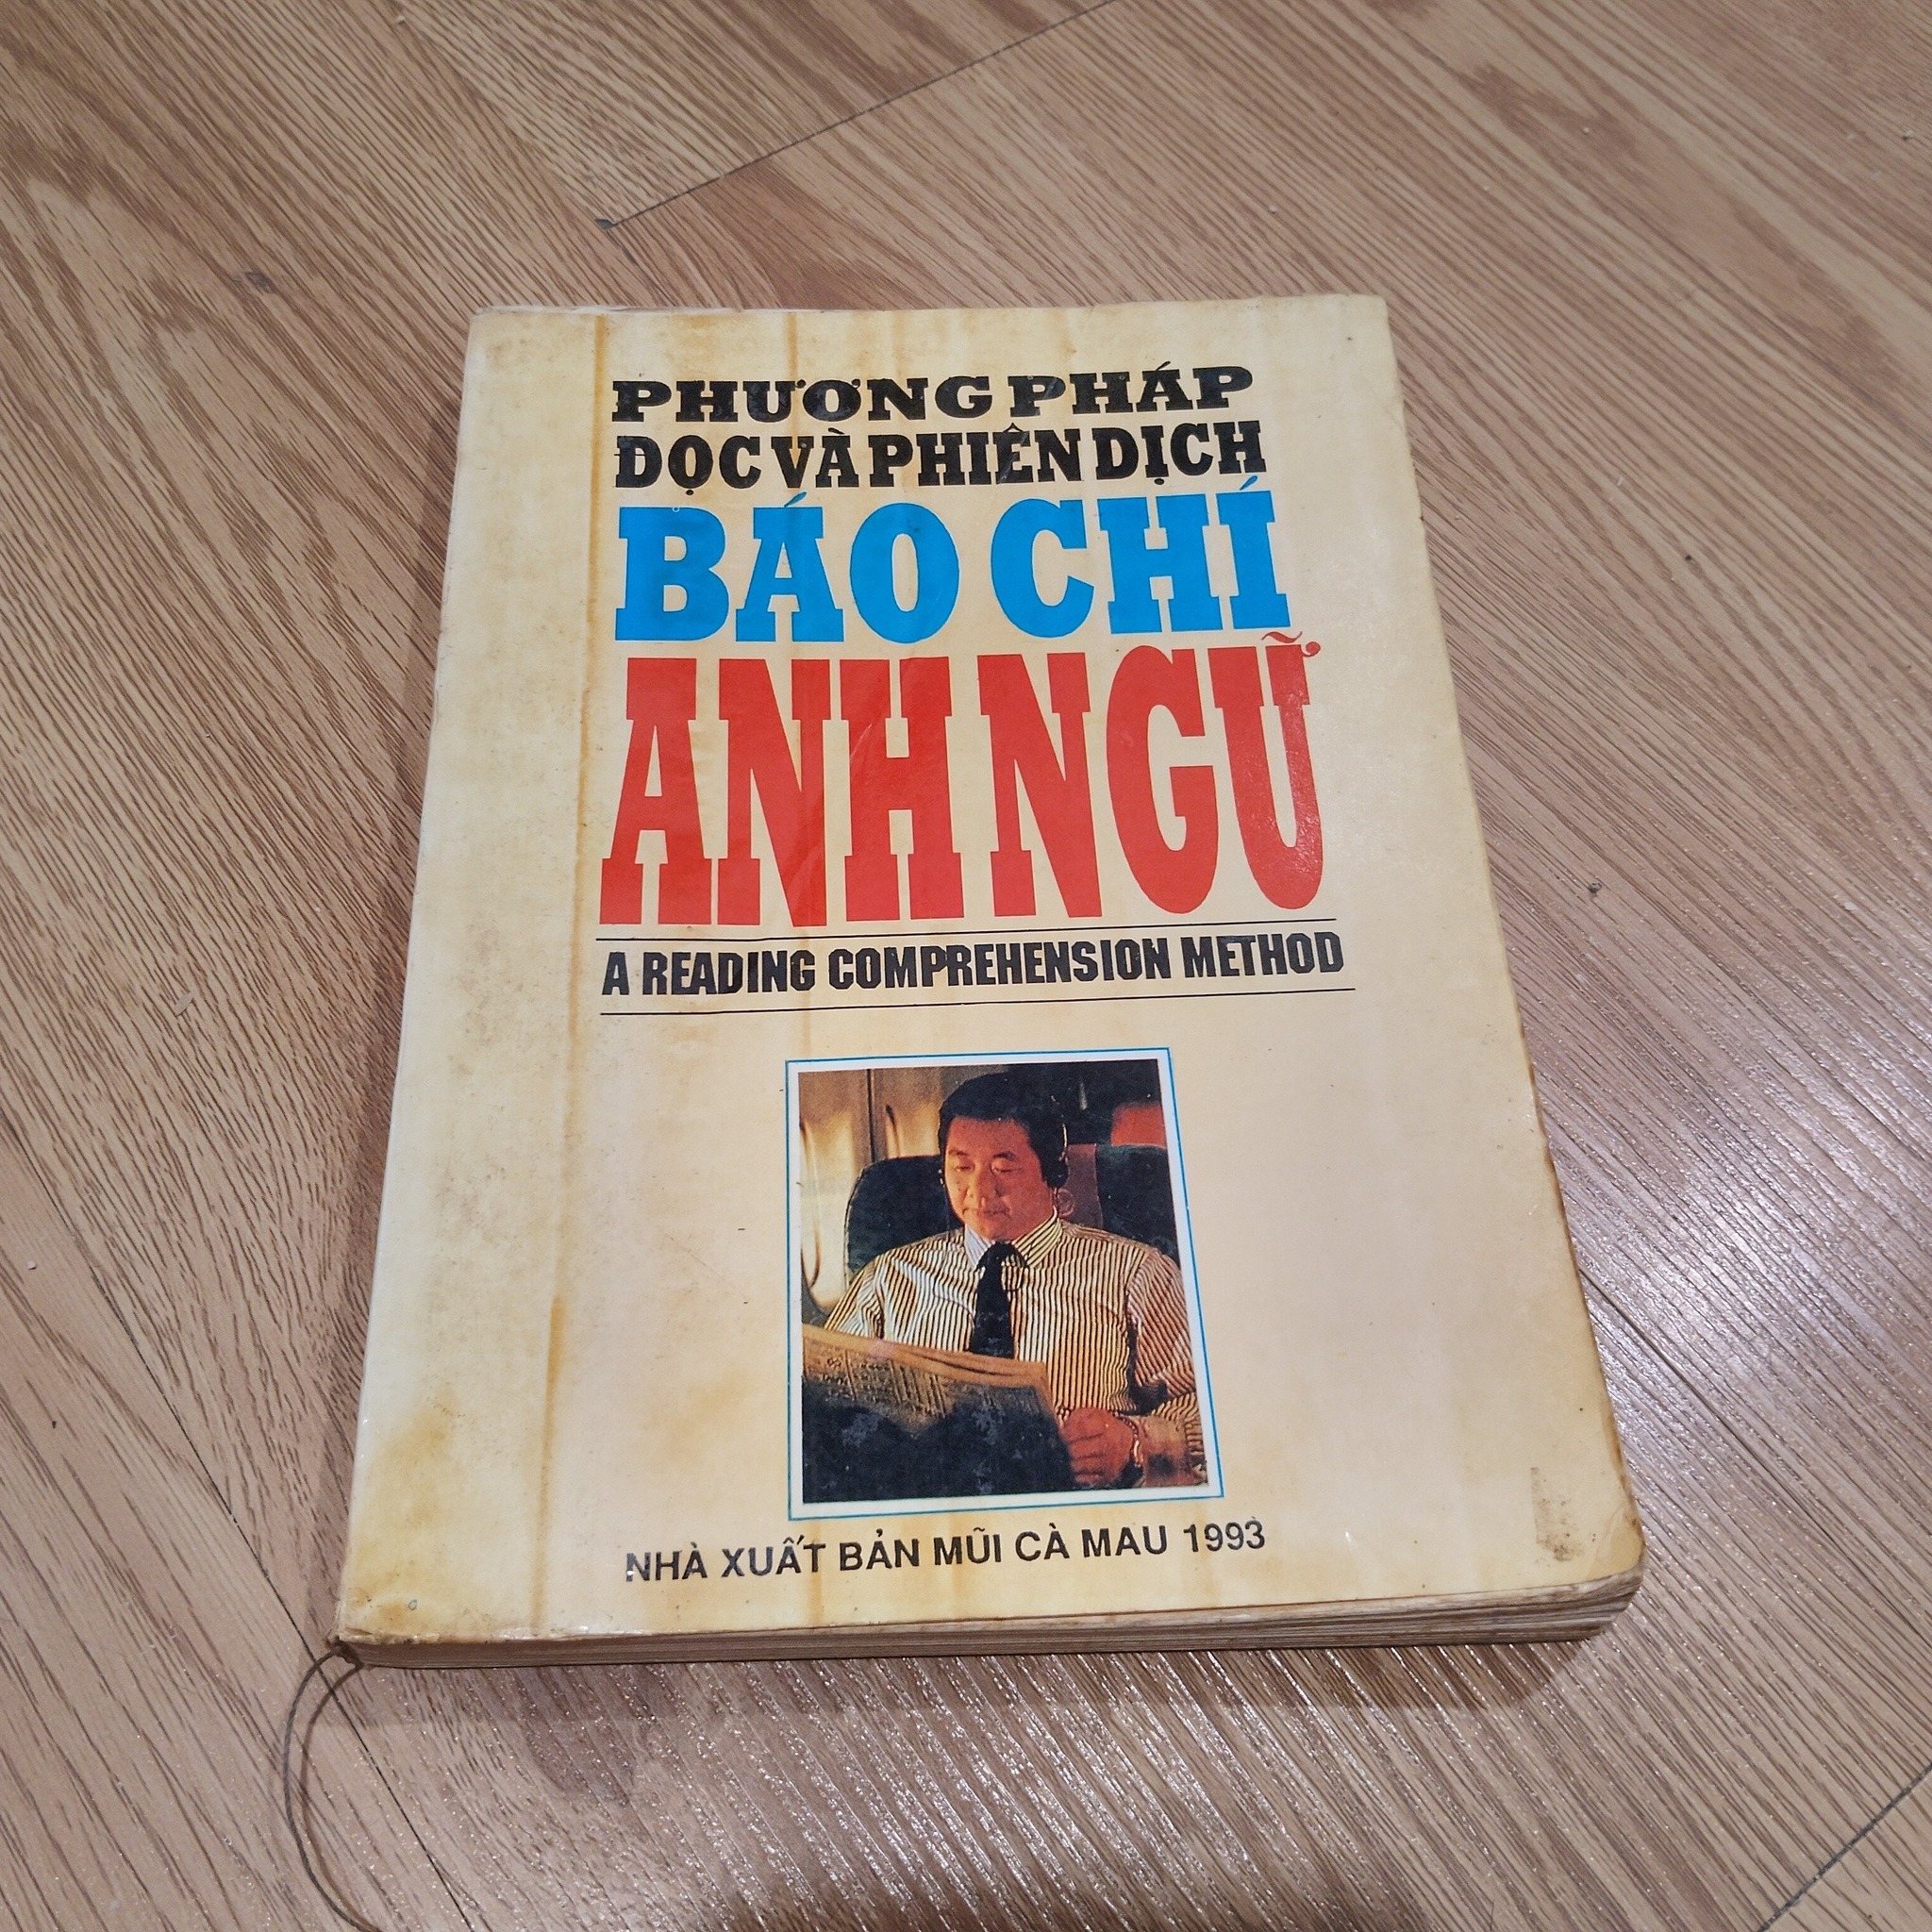 PHƯƠNG PHÁP
ĐỌC VÀ PHIÊN DỊCH
BÁO CHÍ
ANH NGỮ
A READING COMPREHENSION METHOD
NHÀ XUẤT BẢN MŨI CÀ MAU 1993